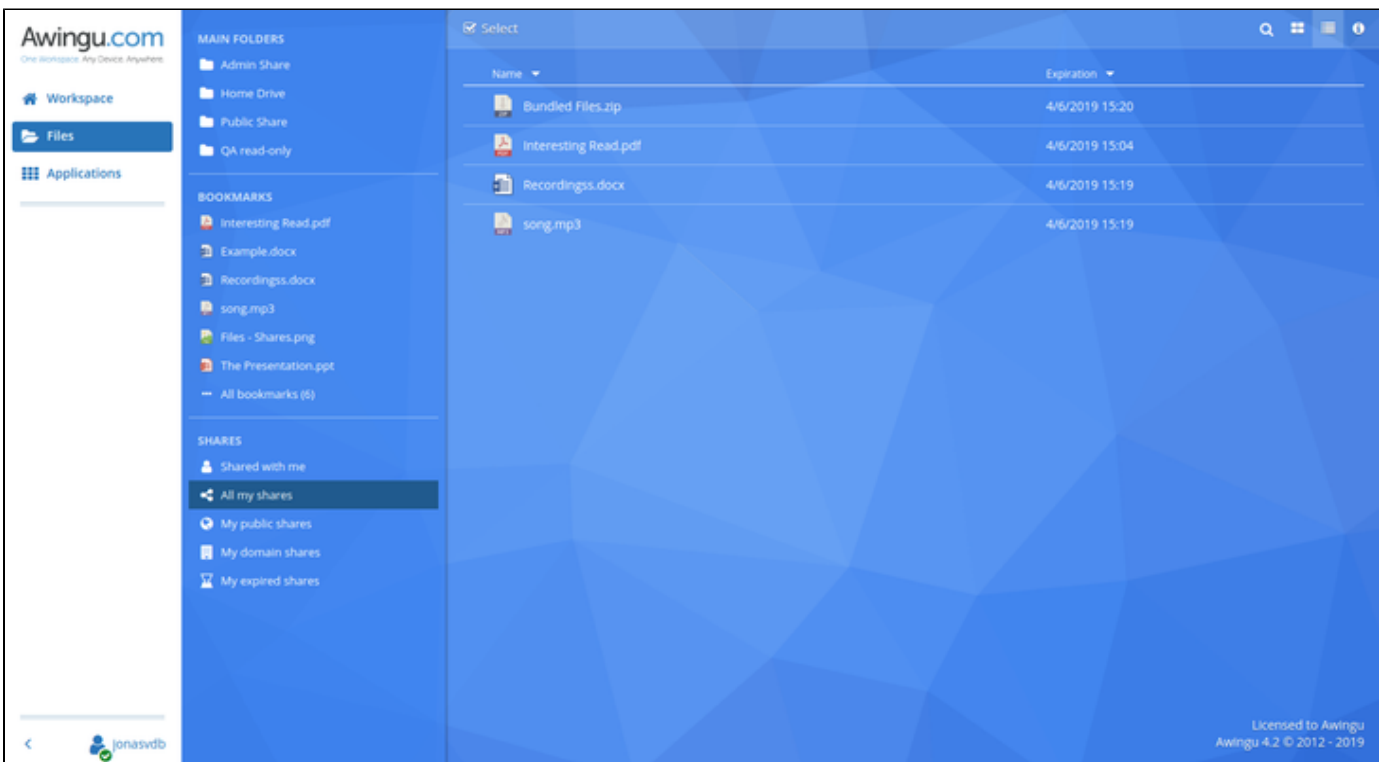 Awingu.com
One Workspace. Any Device. Anywhere.
Workspace
Files
Applications
jonasvdb
MAIN FOLDERS
Admin Share
Home Drive
Public Share
QA read-only
BOOKMARKS
Interesting Read.pdf
Example.docx
Recordingss.docx
song.mp3
Files - Shares.png
The Presentation.ppt
All bookmarks (6)
SHARES
Shared with me
All my shares
My public shares
My domain shares
My expired shares
Select
Name Expiration
Bundled Files.zip 4/6/2019 15:20
Interesting Read.pdf 4/6/2019 15:04
Recordingss.docx 4/6/2019 15:19
song.mp3 4/6/2019 15:19
Licensed to Awingu
Awingu 4.2 © 2012 - 2019